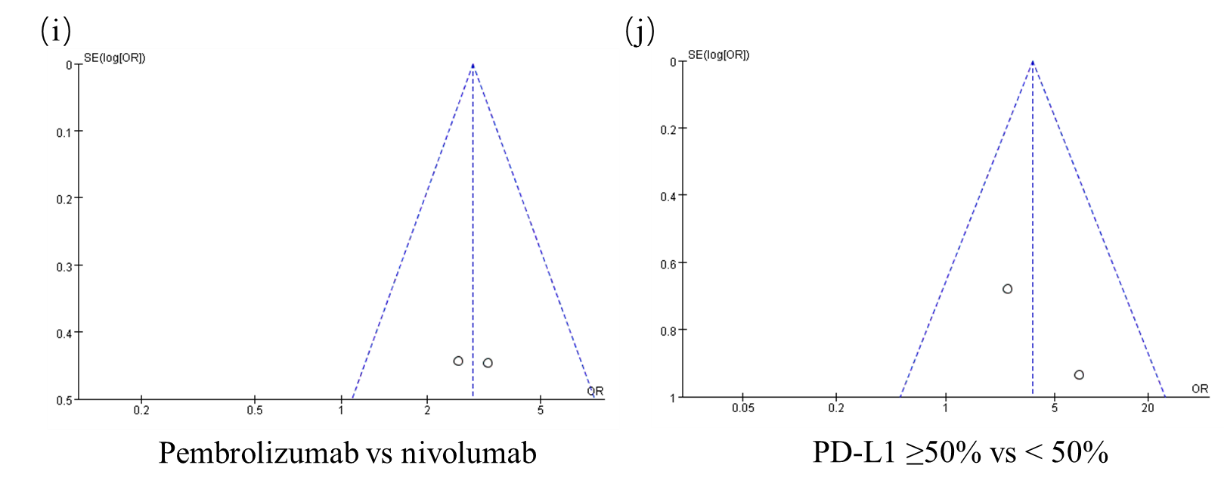 (i)
SE(log[OR])
0
0.1
0.2
0.3
0.4
0.5
0.2
0.5
1
2
5
OR
Pembrolizumab vs nivolumab
(j)
SE(log[OR])
0
0.2
0.4
0.6
0.8
1
0.05
0.2
1
5
20
OR
PD-L1 ≥50% vs < 50%